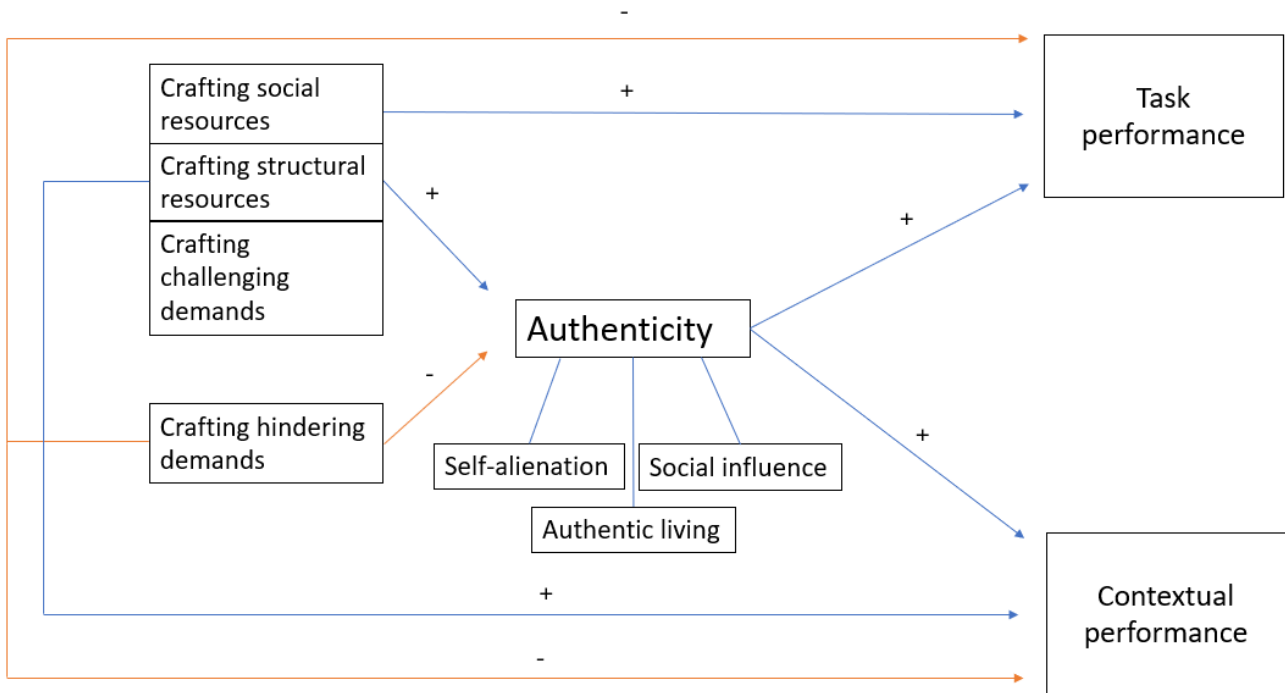 -
Crafting social
resources
+
Task
performance
Crafting structural
resources
+
+
Crafting
challenging
demands
Authenticity
-
Crafting hindering
demands
+
Self-alienation
Social influence
Authentic living
+
Contextual
performance
-